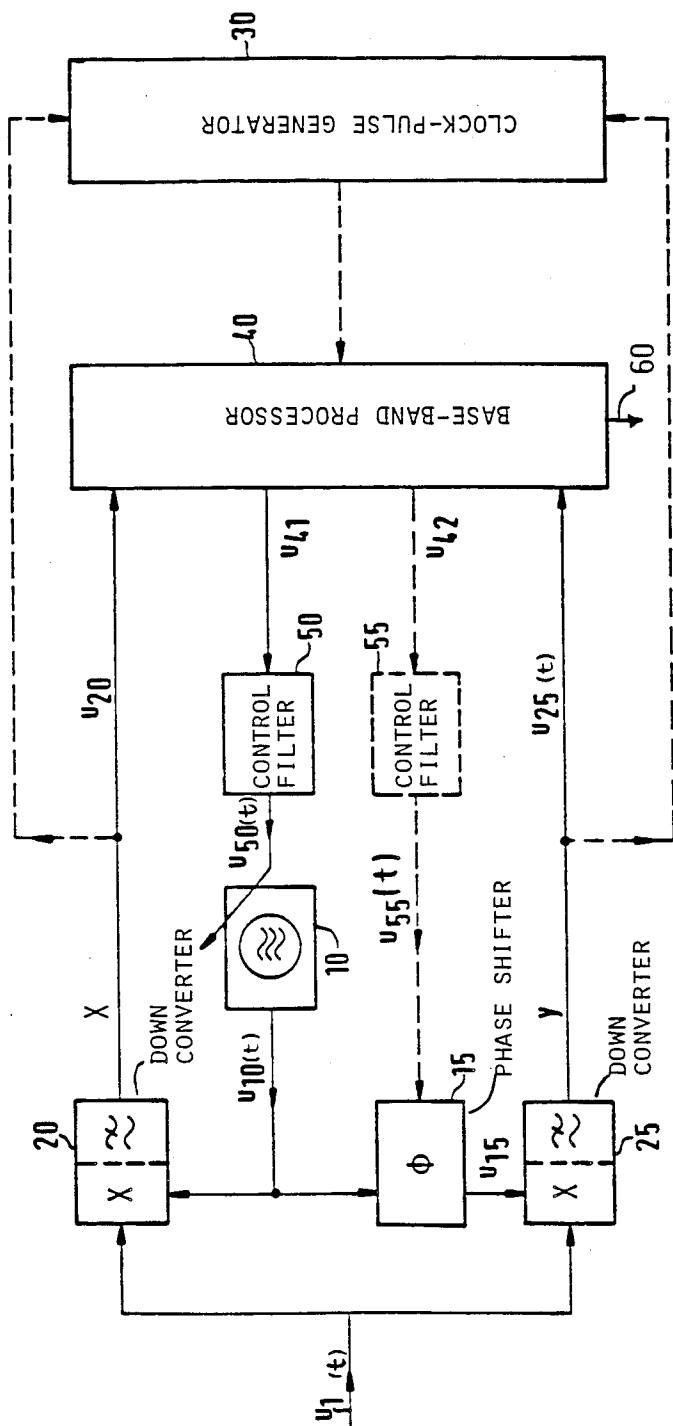 30
CLOCK-PULSE GENERATOR
40
BASE-BAND PROCESSOR
60
u20
u41
u42
u25 (t)
50
CONTROL
FILTER
55
CONTROL
FILTER
u50(t)
u55(t)
10
u10(t)
X
DOWN
CONVERTER
20
X
15
Φ
PHASE SHIFTER
u15
y
DOWN
CONVERTER
25
X
u1 (t)